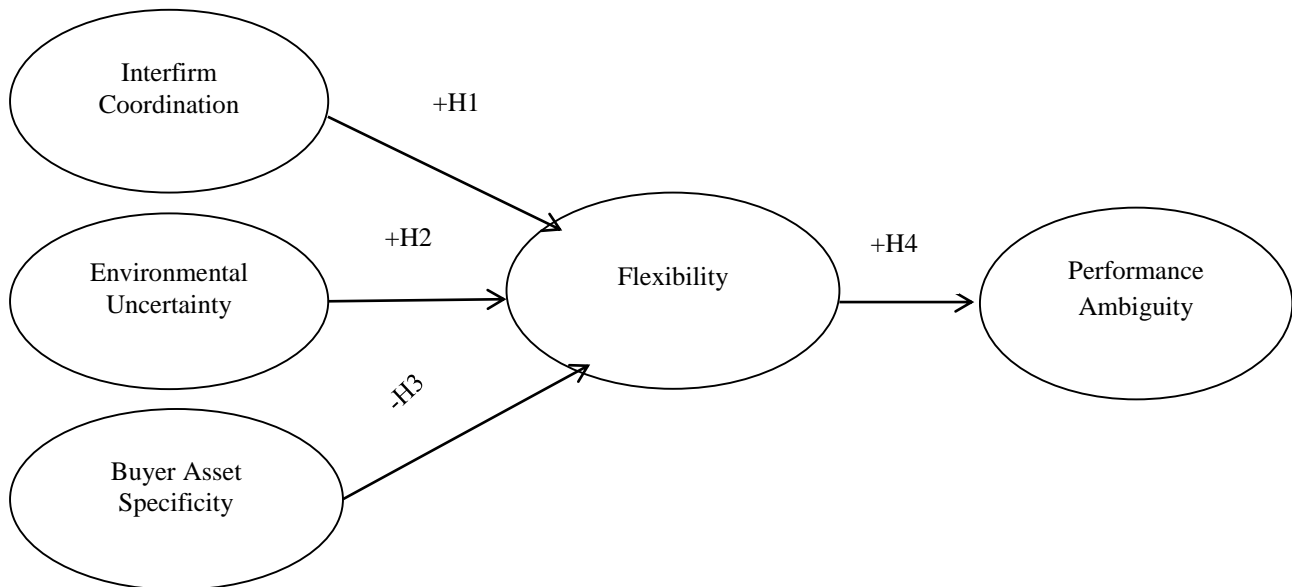 Interfirm
Coordination
+H1
Environmental
Uncertainty
+H2
Buyer Asset
Specificity
-H3
Flexibility
+H4
Performance
Ambiguity